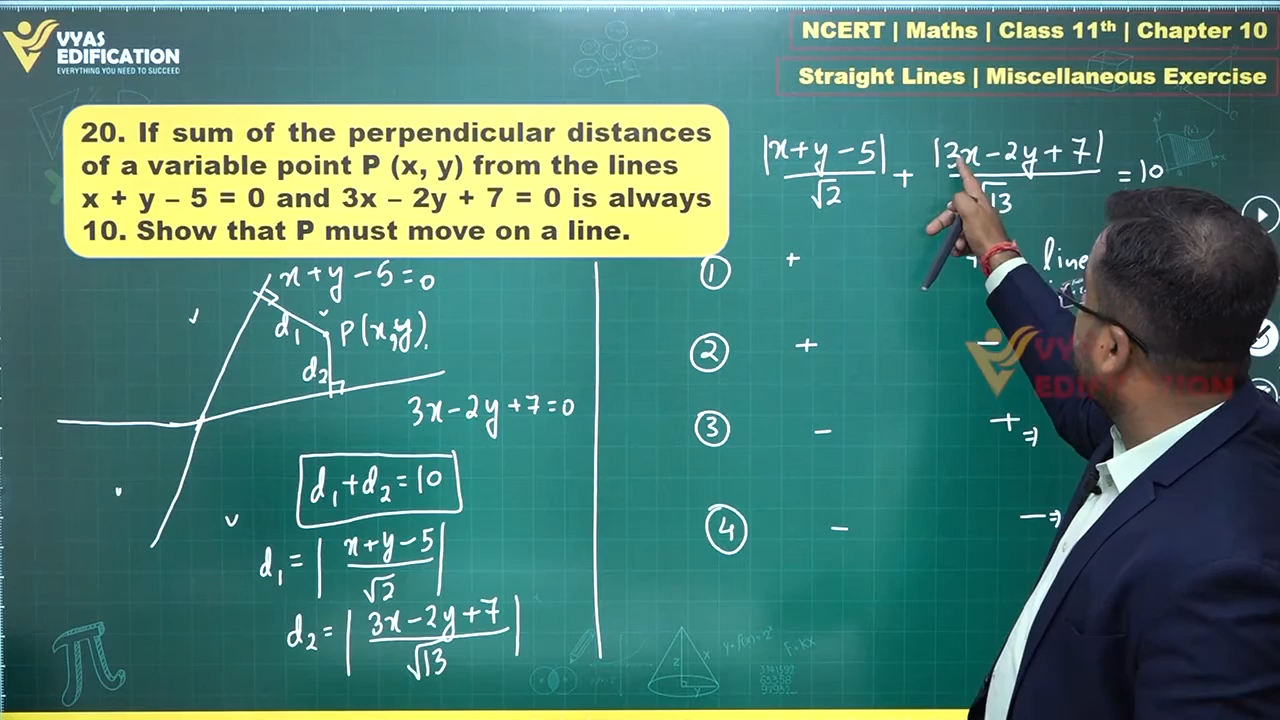 VYAS
EDIFICATION
EVERYTHING YOU NEED TO SUCCEED
NCERT | Maths | Class 11th | Chapter 10
Straight Lines | Miscellaneous Exercise
20. If sum of the perpendicular distances
of a variable point P (x, y) from the lines
x + y – 5 = 0 and 3x – 2y + 7 = 0 is always
10. Show that P must move on a line.
x + y - 5 = 0
d₁ P(x,y).
d₂
3x - 2y + 7 = 0
d₁ + d₂ = 10
d₁ = | x + y - 5 / √2 |
d₂ = | 3x - 2y + 7 / √13 |
|x + y - 5| / √2 + |3x - 2y + 7| / √13 = 10
① + + line
② + -
③ - + ⇒
④ - - ⇒
VYAS
EDIFICATION